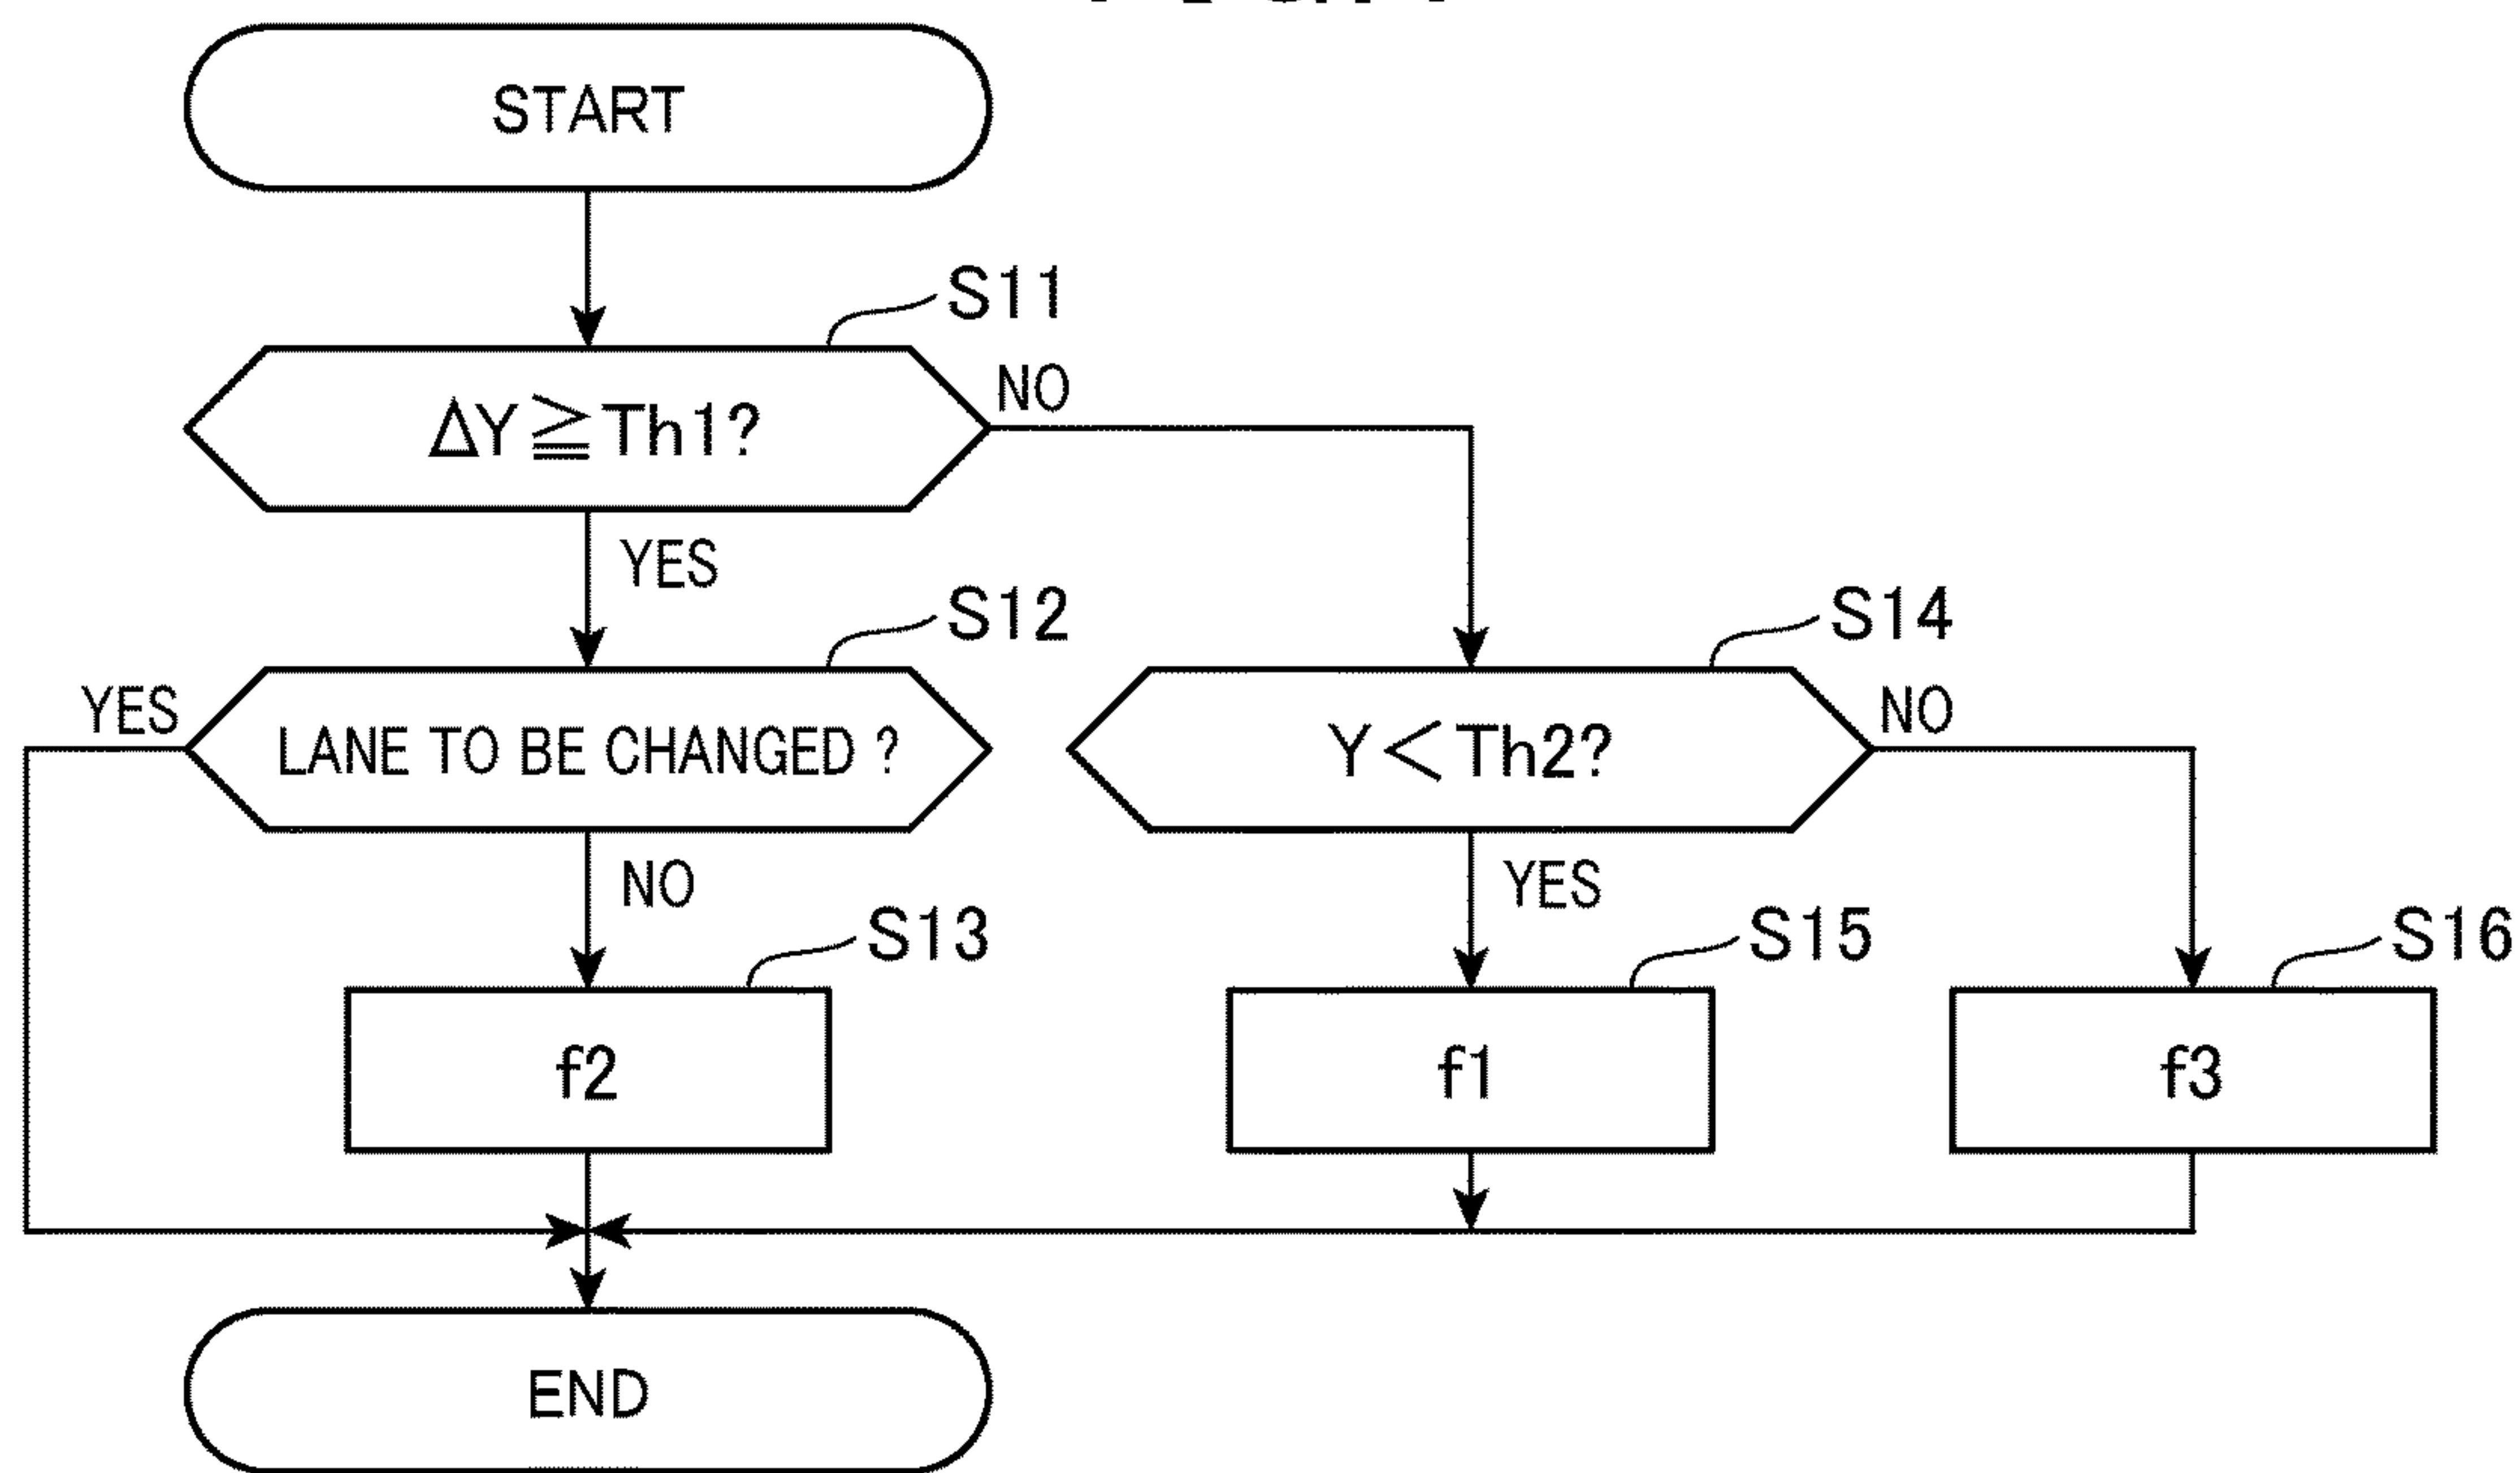 START
S11
ΔY≧Th1?
NO
YES
S12
S14
YES
LANE TO BE CHANGED ?
Y<Th2?
NO
NO
YES
S13
S15
S16
f2
f1
f3
END